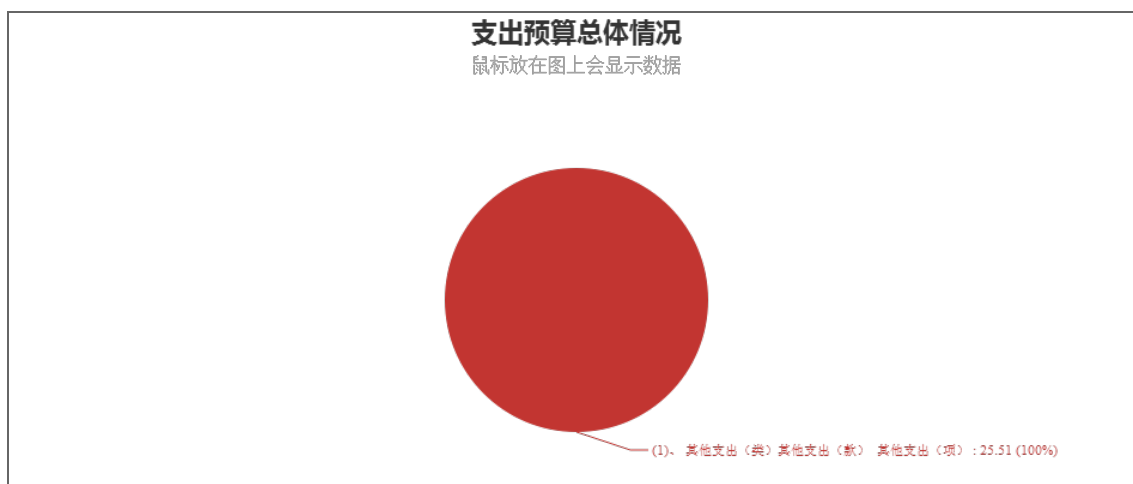 支出预算总体情况
鼠标放在图上会显示数据
(1)、 其他支出（类）其他支出（款） 其他支出（项） : 25.51 (100%)